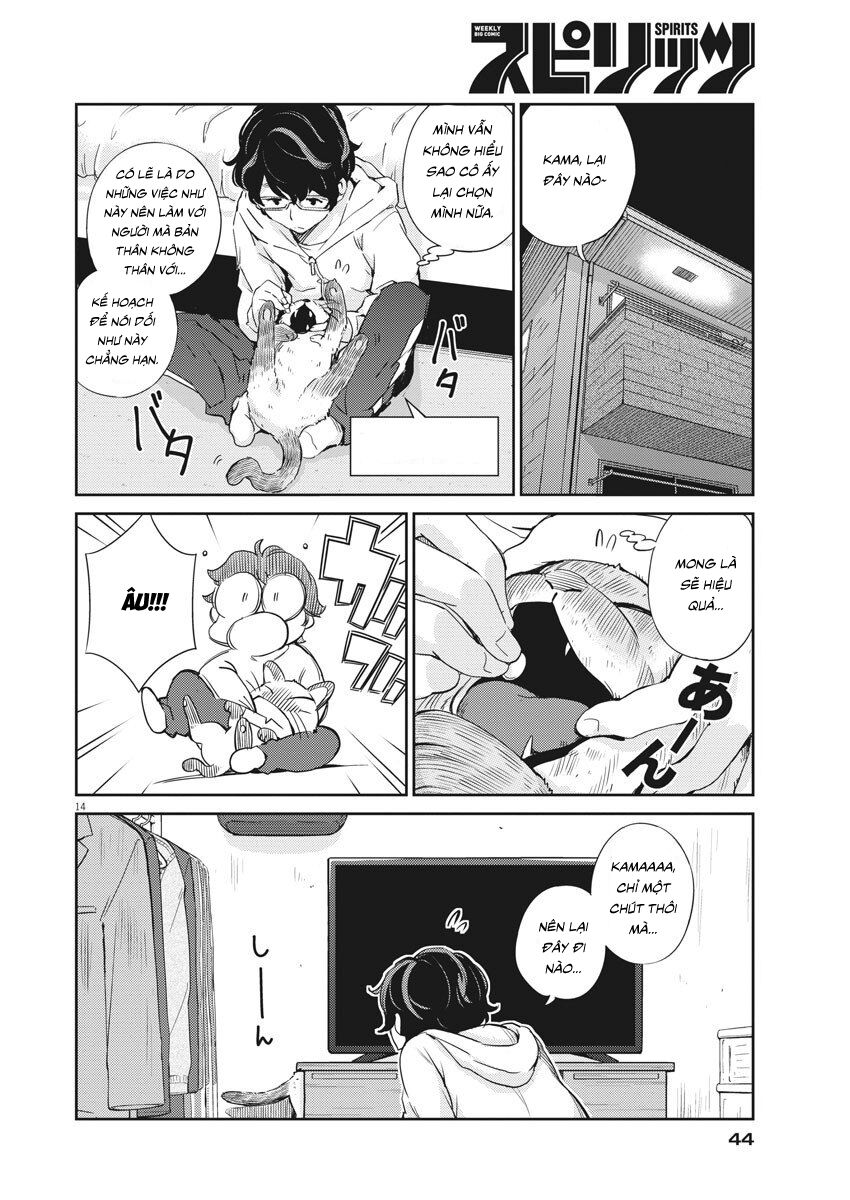 WEEKLY
BIG COMIC
スピリッツ
SPIRITS
KAMA, LẠI
ĐÂY NÀO~
MÌNH VẪN
KHÔNG HIỂU
SAO CÔ ẤY
LẠI CHỌN
MÌNH NỮA.
CÓ LẼ LÀ DO
NHỮNG VIỆC NHƯ
NÀY NÊN LÀM VỚI
NGƯỜI MÀ BẢN
THÂN KHÔNG
THÂN VỚI...
KẾ HOẠCH
ĐỂ NÓI DỐI
NHƯ NÀY
CHẲNG HẠN.
バタ
バタ
MONG LÀ
SẼ HIỆU
QUẢ...
あーん
ÂU!!!
ガブッ
14
KAMAAAA,
CHỈ MỘT
CHÚT THÔI
MÀ...
NÊN LẠI
ĐÂY ĐI
NÀO...
しーん
44